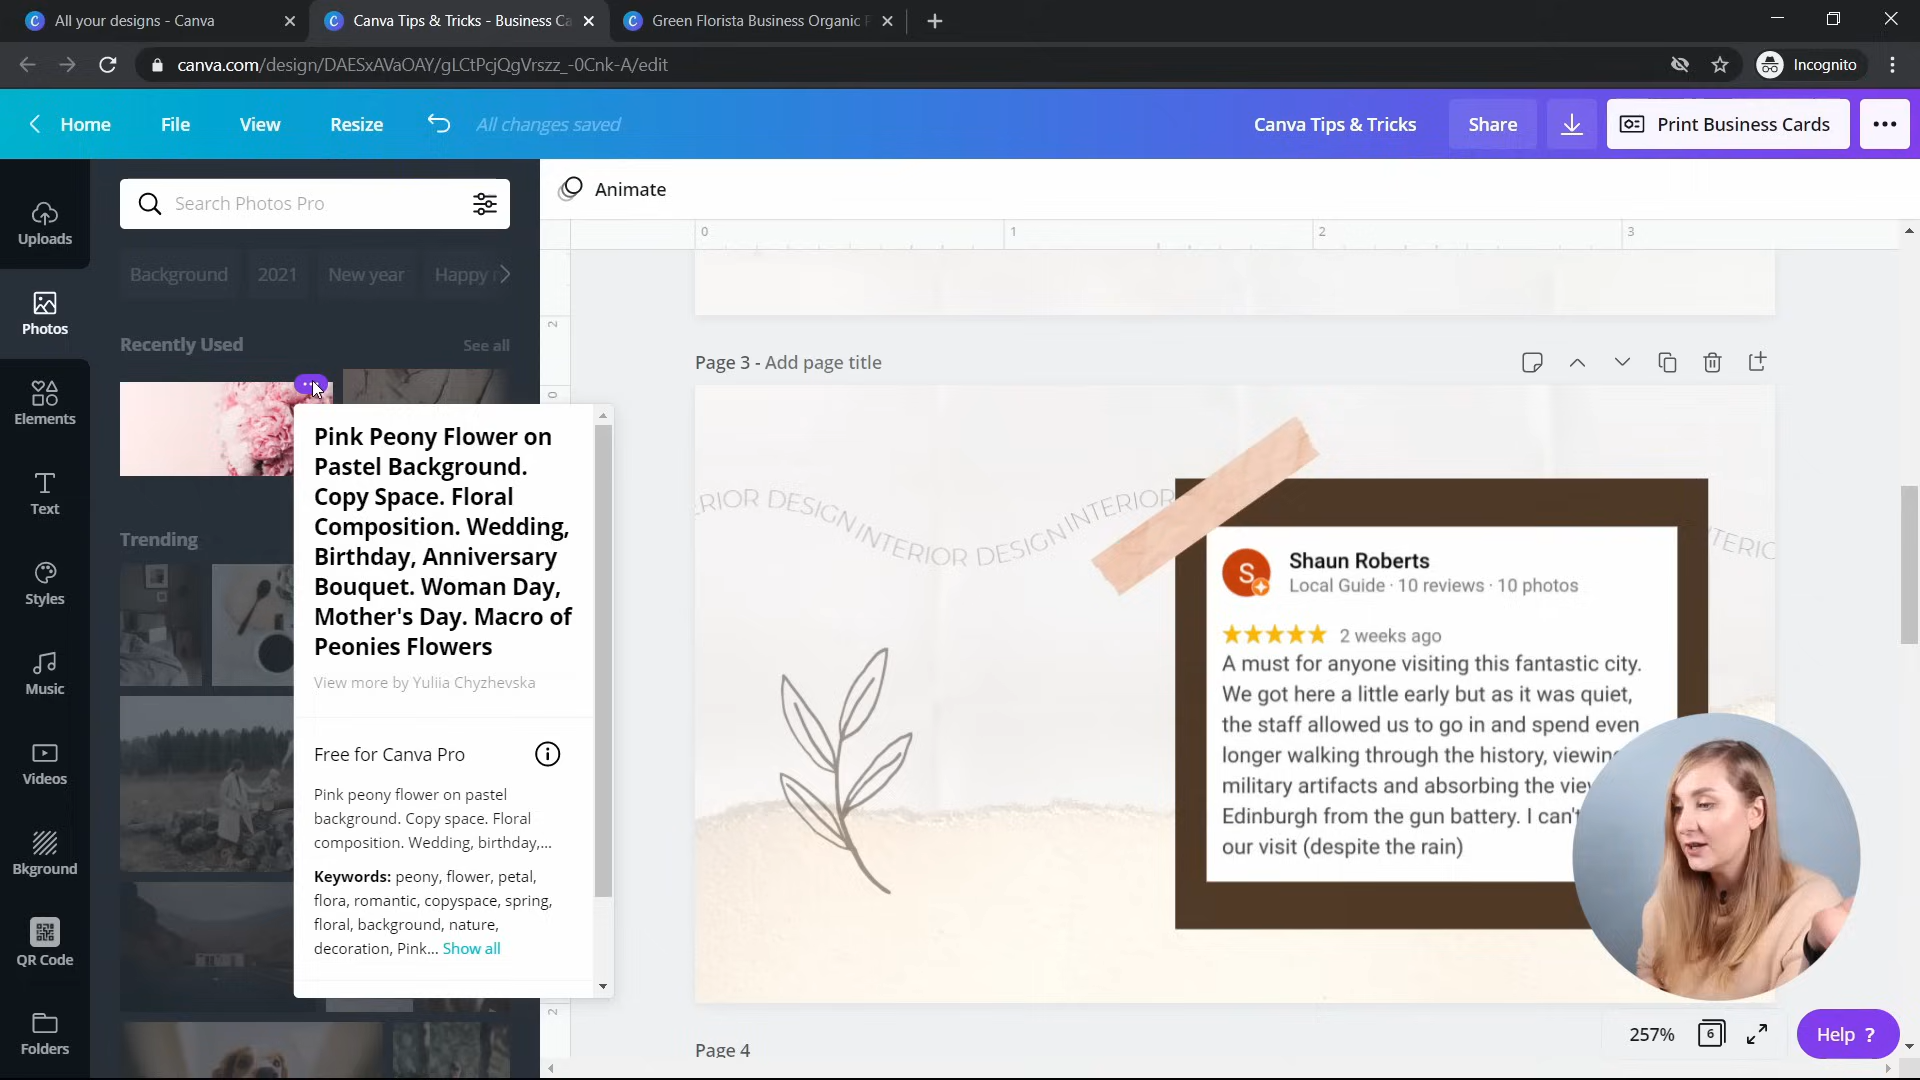 All your designs - Canva
Canva Tips & Tricks - Business Ca
Green Florista Business Organic
canva.com/design/DAESxAVaOAY/gLCtPcjQgVrszz_-0Cnk-A/edit
Incognito
Home
File
View
Resize
All changes saved
Canva Tips & Tricks
Share
Print Business Cards
Uploads
Photos
Elements
Text
Styles
Music
Videos
Bkground
QR Code
Folders
Search Photos Pro
Background
2021
New year
Happy
Recently Used
See all
Trending
Pink Peony Flower on
Pastel Background.
Copy Space. Floral
Composition. Wedding,
Birthday, Anniversary
Bouquet. Woman Day,
Mother's Day. Macro of
Peonies Flowers
View more by Yuliia Chyzhevska
Free for Canva Pro
Pink peony flower on pastel
background. Copy space. Floral
composition. Wedding, birthday,...
Keywords: peony, flower, petal,
flora, romantic, copyspace, spring,
floral, background, nature,
decoration, Pink... Show all
Animate
0
1
2
3
2
0
2
Page 3 - Add page title
RIOR DESIGN INTERIOR DESIGN INTERIOR
TERIO
S
Shaun Roberts
Local Guide · 10 reviews · 10 photos
2 weeks ago
A must for anyone visiting this fantastic city.
We got here a little early but as it was quiet,
the staff allowed us to go in and spend even
longer walking through the history, viewing
military artifacts and absorbing the vie
Edinburgh from the gun battery. I can't
our visit (despite the rain)
Page 4
257%
6
Help ?